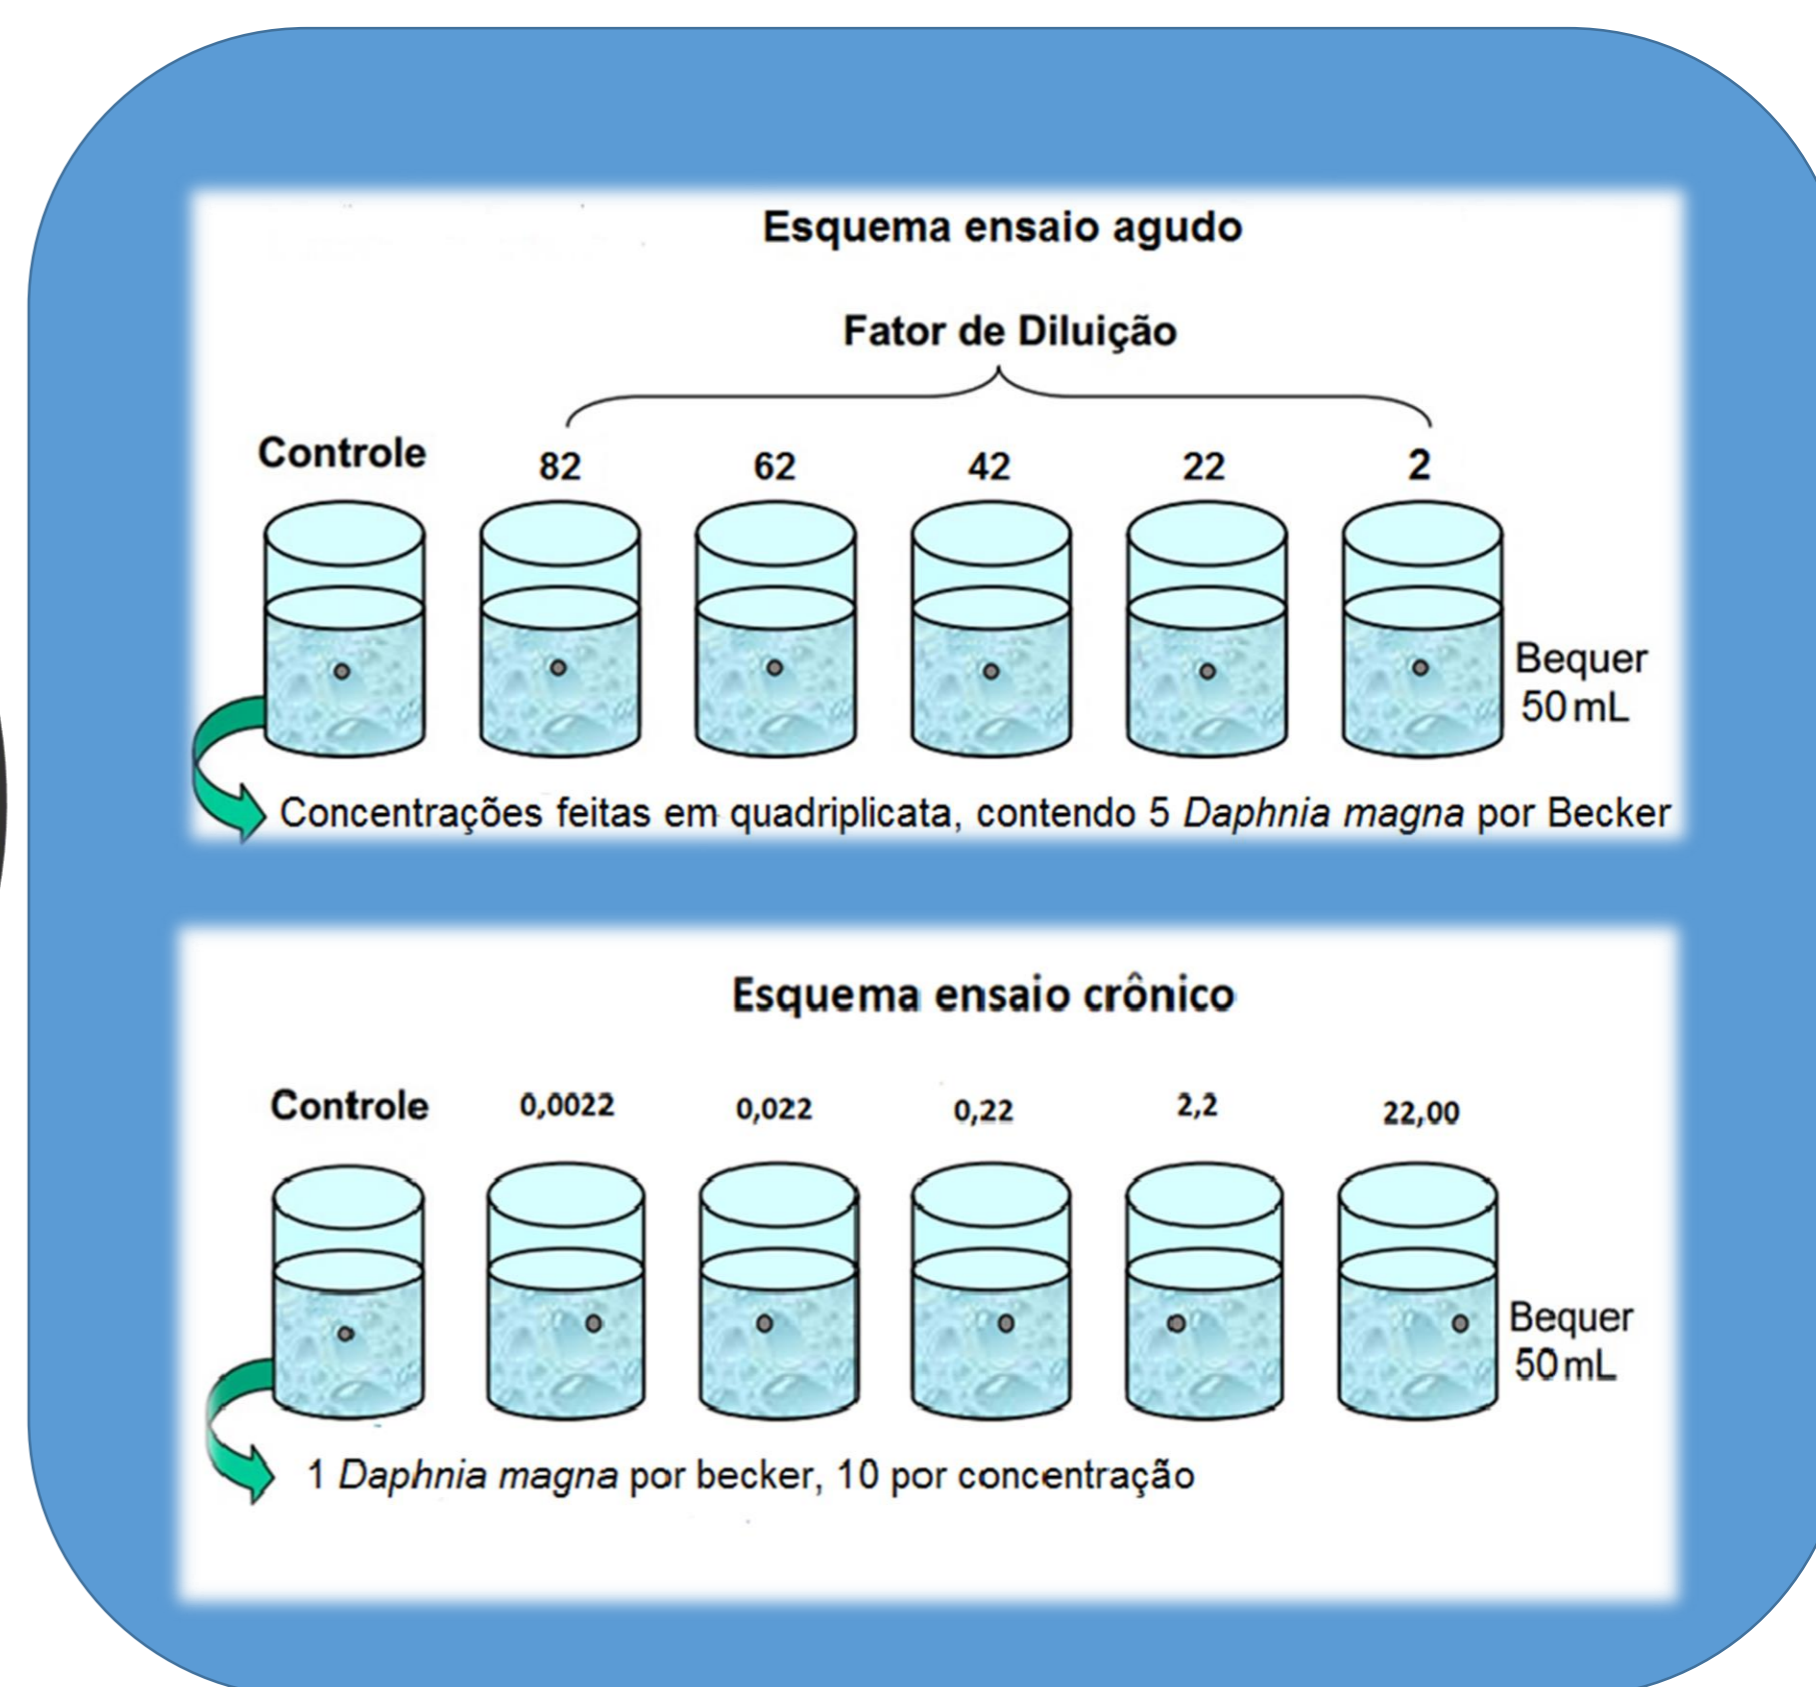 Esquema ensaio agudo
Fator de Diluição
Controle 82 62 42 22 2
Bequer
50 mL
Concentrações feitas em quadriplicata, contendo 5 Daphnia magna por Becker
Esquema ensaio crônico
Controle 0,0022 0,022 0,22 2,2 22,00
Bequer
50 mL
1 Daphnia magna por becker, 10 por concentração